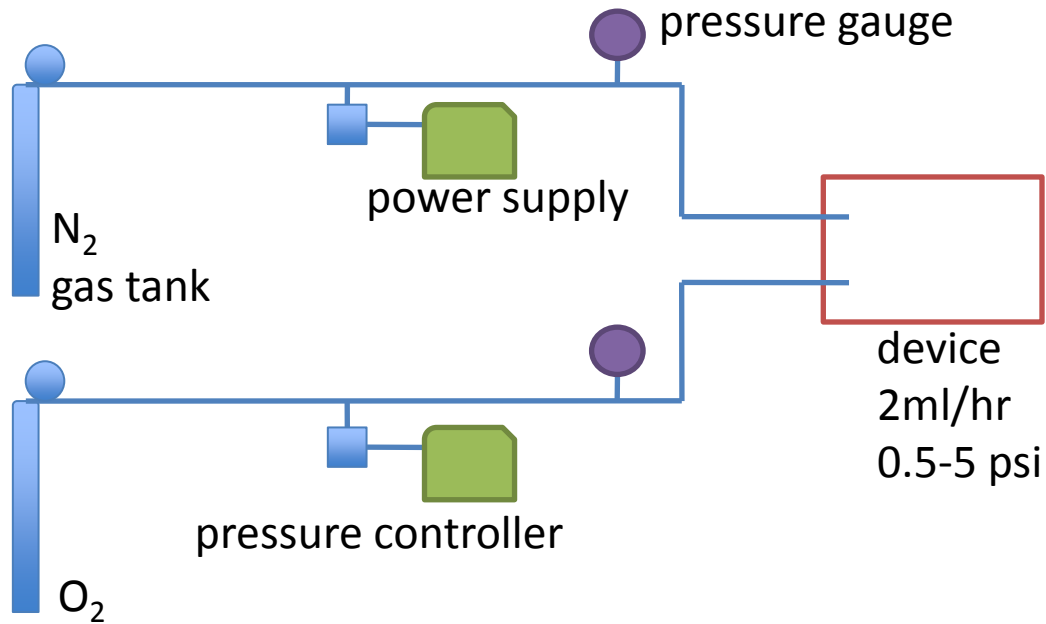 pressure gauge
power supply
N₂
gas tank
device
2ml/hr
0.5-5 psi
pressure controller
O₂